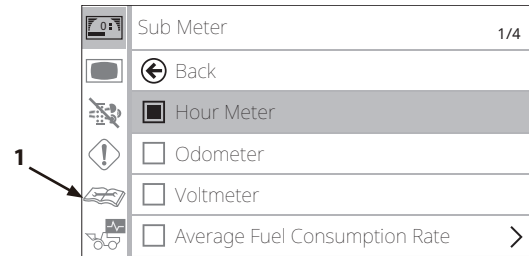 Sub Meter
1/4
Back
Hour Meter
Odometer
1
Voltmeter
Average Fuel Consumption Rate